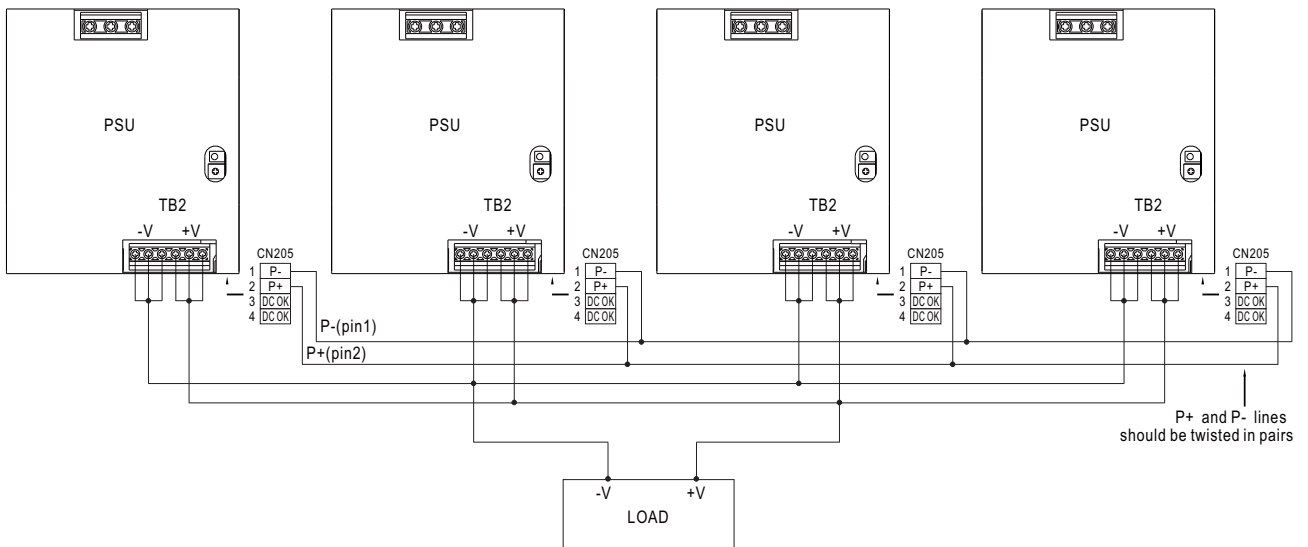 PSU PSU PSU PSU
TB2 TB2 TB2 TB2
-V +V -V +V -V +V -V +V
CN205 CN205 CN205 CN205
1 P- 1 P- 1 P- 1 P-
2 P+ 2 P+ 2 P+ 2 P+
3 DC OK 3 DC OK 3 DC OK 3 DC OK
4 DC OK 4 DC OK 4 DC OK 4 DC OK
P-(pin1)
P+(pin2)
P+ and P- lines
should be twisted in pairs
-V +V
LOAD